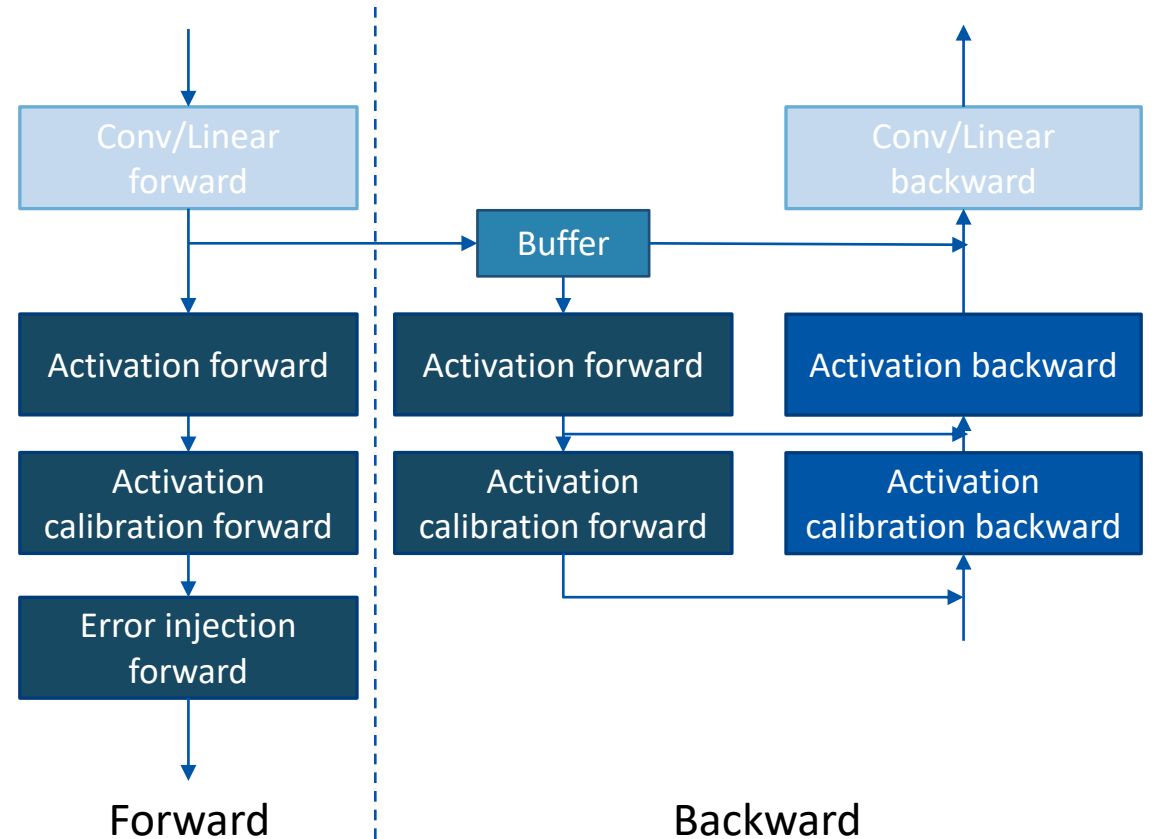 Conv/Linear
forward
Activation forward
Activation
calibration forward
Error injection
forward
Forward
Buffer
Activation forward
Activation
calibration forward
Conv/Linear
backward
Activation backward
Activation
calibration backward
Backward